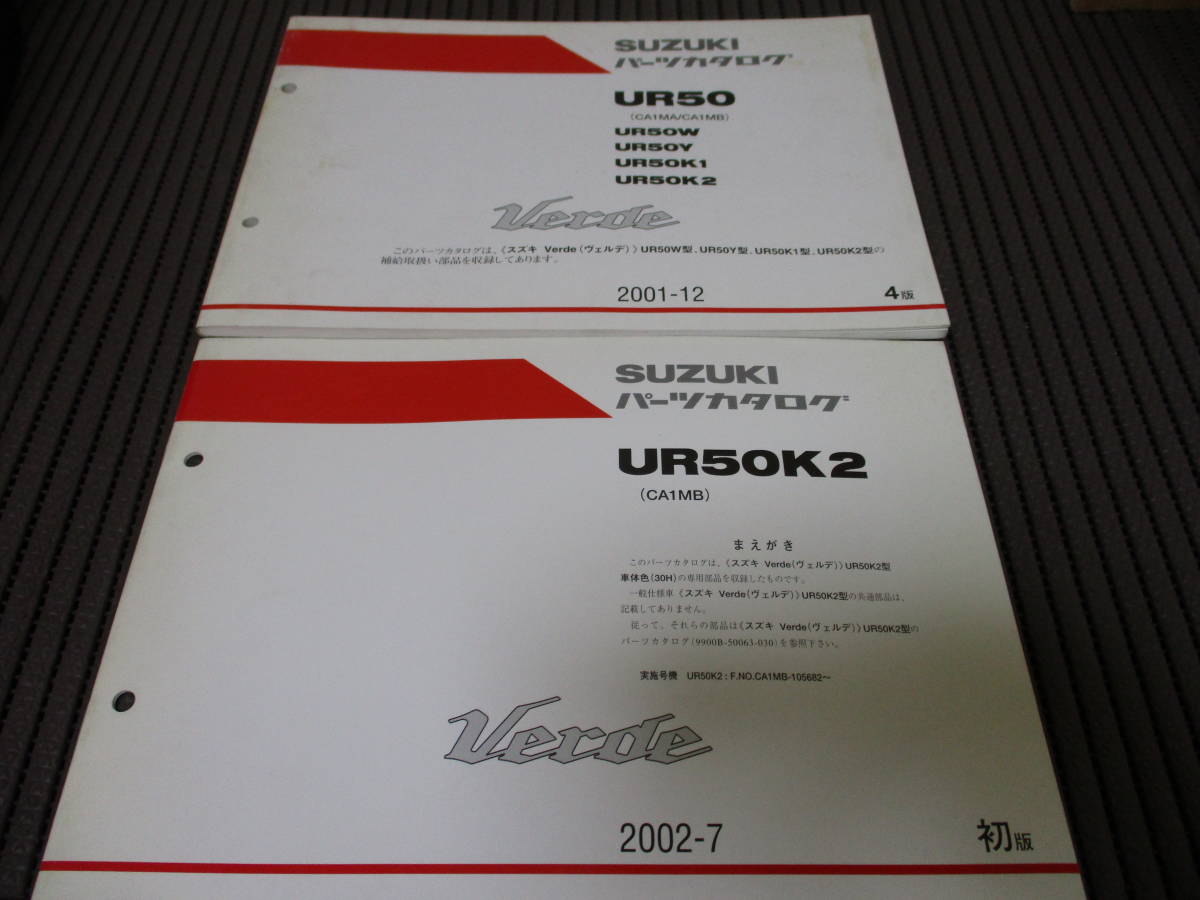 SUZUKI
パーツカタログ
UR50
(CA1MA/CA1MB)
UR50W
UR50Y
UR50K1
UR50K2
Verde
このパーツカタログは、《スズキ Verde(ヴェルデ)》UR50W型、UR50Y型、UR50K1型、UR50K2型の
補給取扱い部品を収録してあります。
2001-12
4版
SUZUKI
パーツカタログ
UR50K2
(CA1MB)
まえがき
このパーツカタログは、《スズキ Verde(ヴェルデ)》UR50K2型
車体色(30H)の専用部品を収録したものです。
一般仕様車《スズキ Verde(ヴェルデ)》UR50K2型の共通部品は、
記載してありません。
従って、それらの部品は《スズキ Verde(ヴェルデ)》UR50K2型の
パーツカタログ(9900B-50063-030)を参照下さい。
実施号機 UR50K2:F.NO.CA1MB-105682~
Verde
2002-7
初版